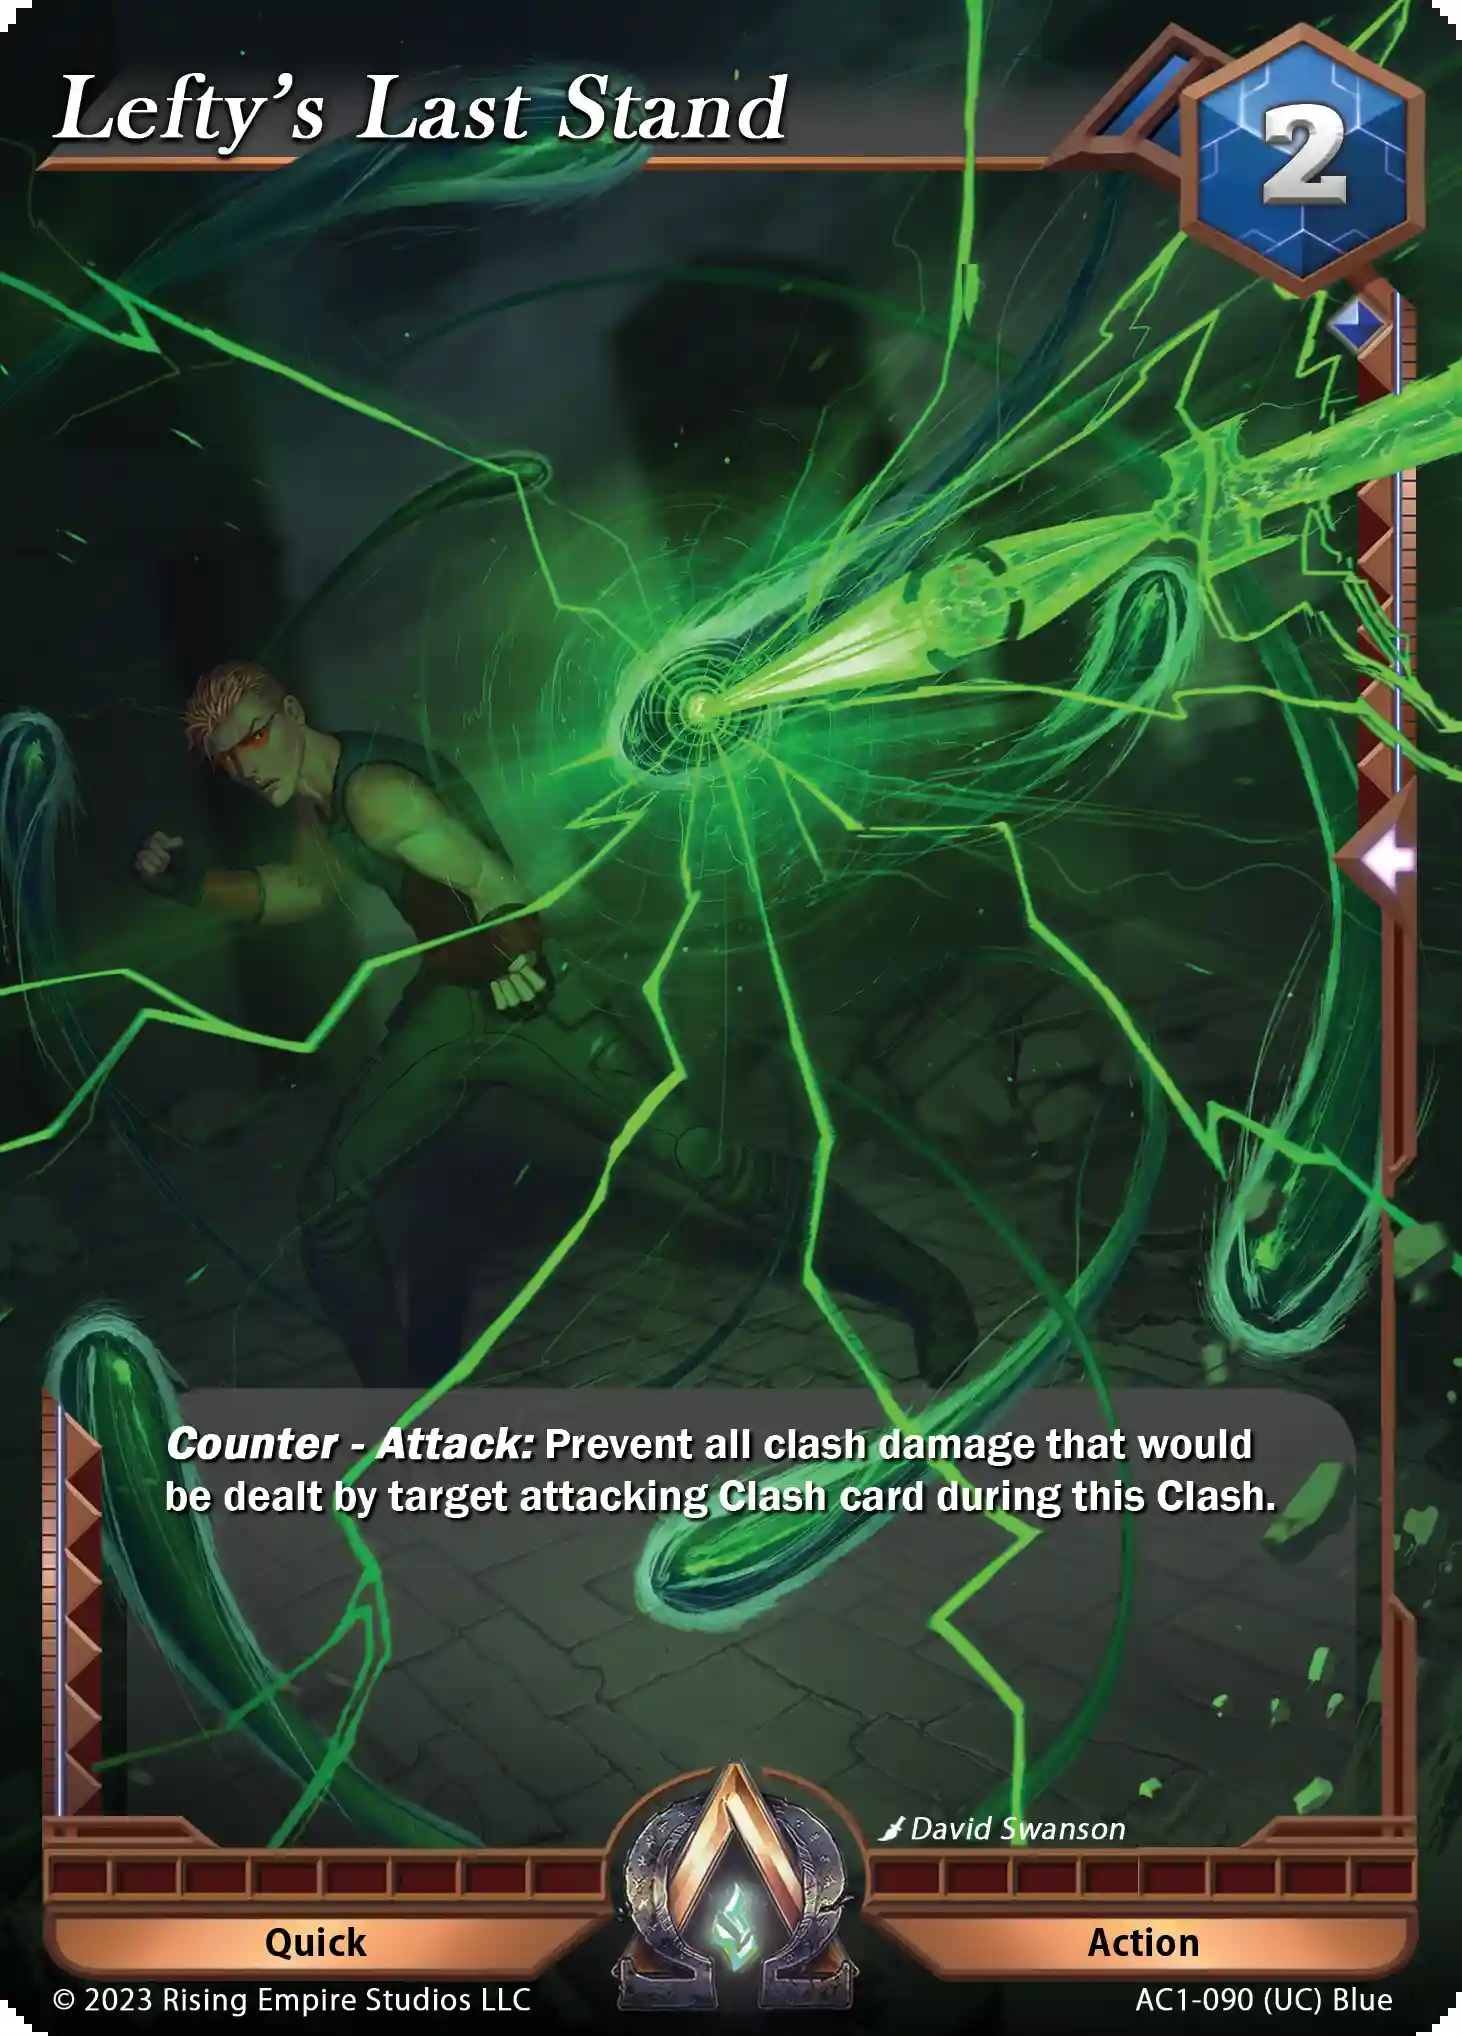 Lefty's Last Stand
2
Counter - Attack: Prevent all clash damage that would
be dealt by target attacking Clash card during this Clash.
David Swanson
Quick
Action
© 2023 Rising Empire Studios LLC
AC1-090 (UC) Blue